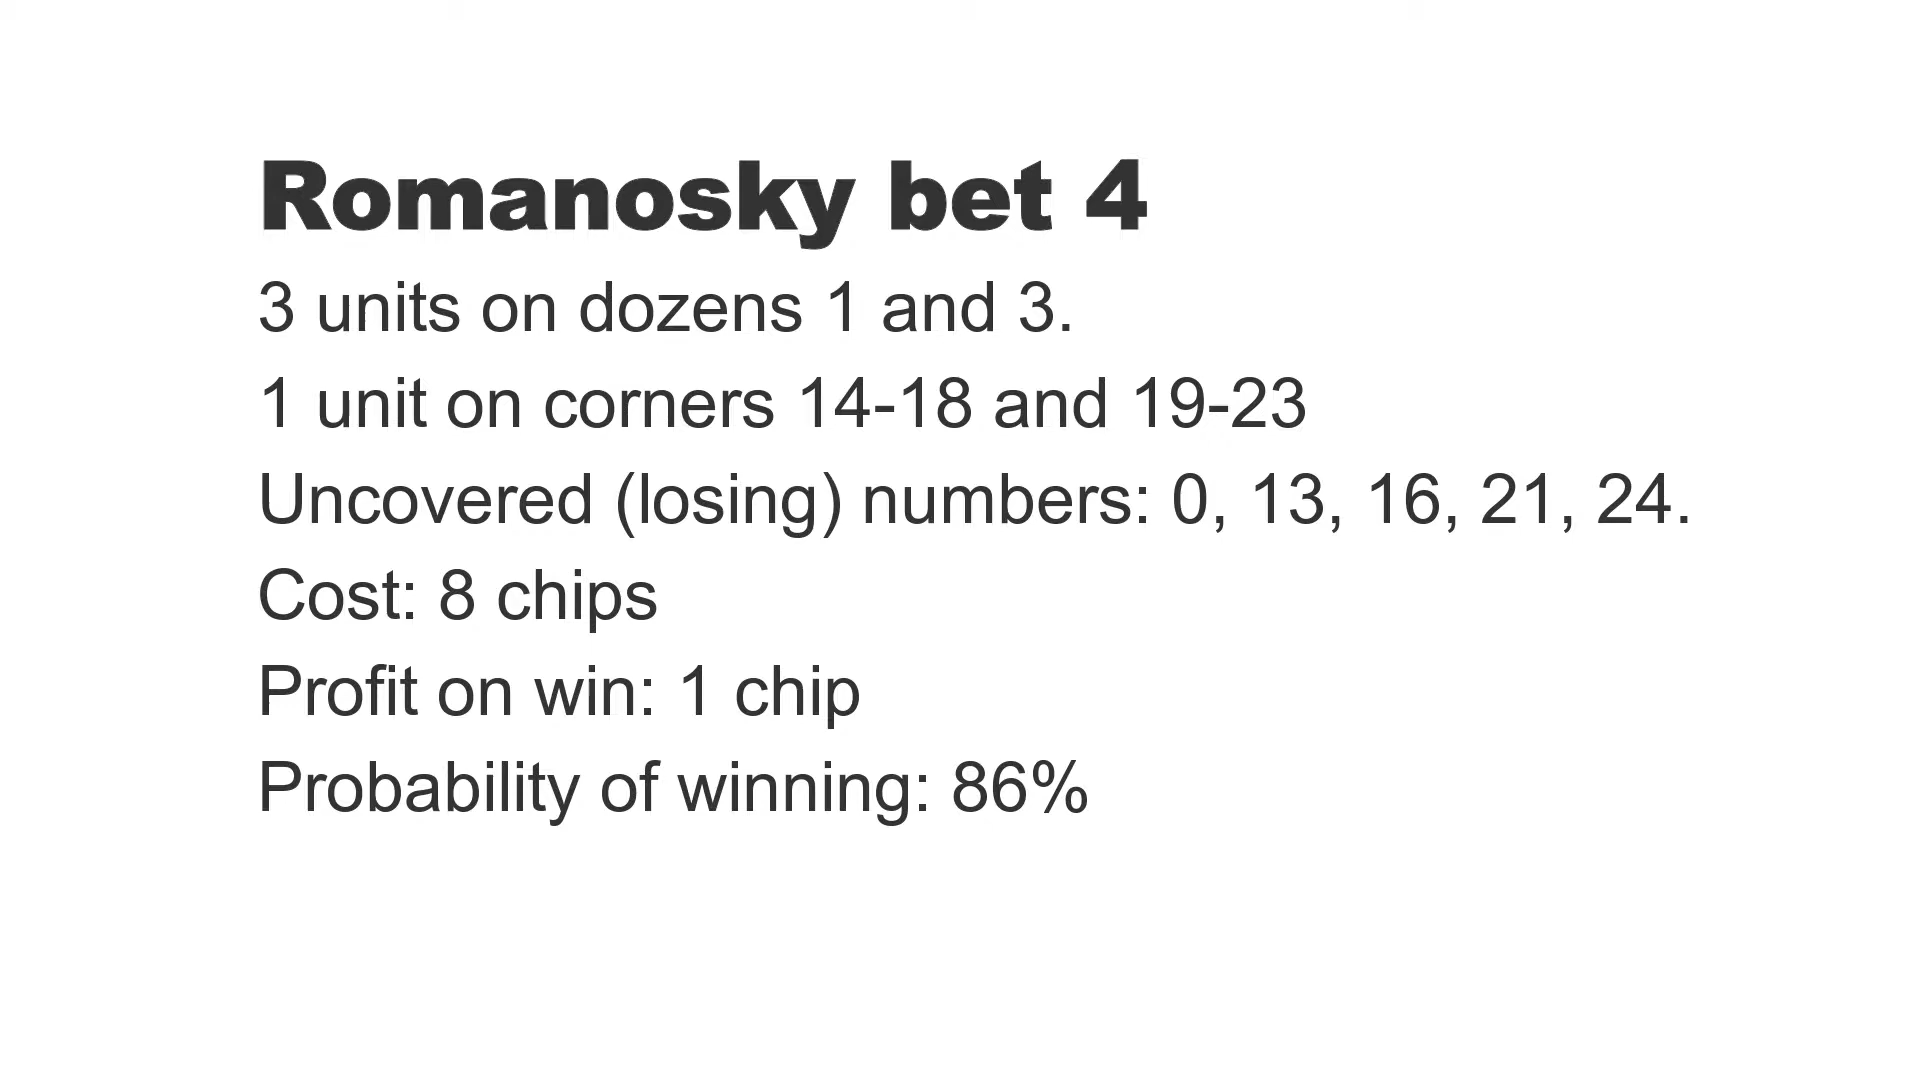 Romanosky bet 4
3 units on dozens 1 and 3.
1 unit on corners 14-18 and 19-23
Uncovered (losing) numbers: 0, 13, 16, 21, 24.
Cost: 8 chips
Profit on win: 1 chip
Probability of winning: 86%